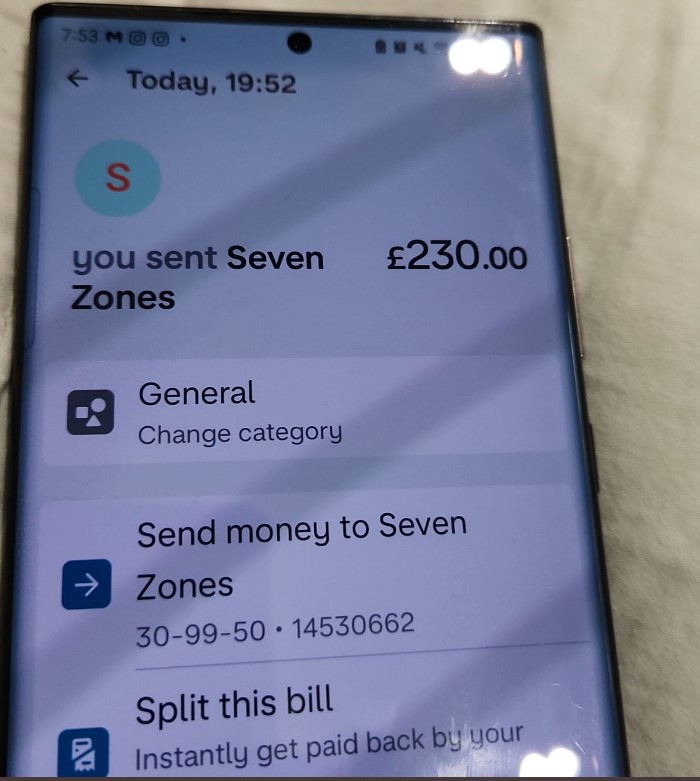 7:53
Today, 19:52
S
you sent Seven £230.00
Zones
General
Change category
Send money to Seven
Zones
30-99-50 • 14530662
Split this bill
Instantly get paid back by your